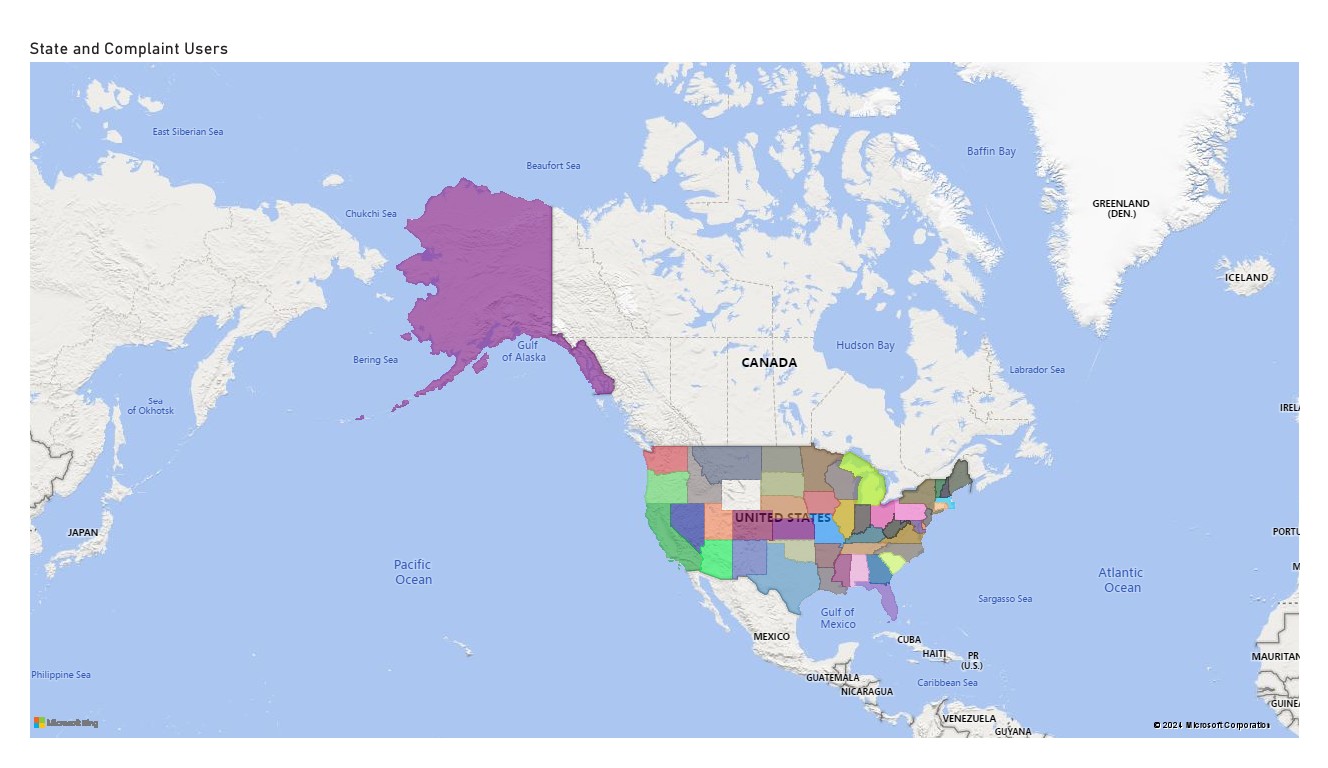 State and Complaint Users
East Siberian Sea
Beaufort Sea
Baffin Bay
Chukchi Sea
GREENLAND
(DEN.)
ICELAND
Gulf
of Alaska
Hudson Bay
Bering Sea
CANADA
Labrador Sea
Sea
of Okhotsk
IREL
UNITED STATES
JAPAN
PORTU
Pacific
Ocean
M
Atlantic
Ocean
Sargasso Sea
Gulf of
Mexico
MEXICO
CUBA
HAITI
PR
(U.S.)
MAURITAN
Philippine Sea
GUATEMALA
Caribbean Sea
NICARAGUA
GUINE
VENEZUELA
GUYANA
Microsoft Bing
© 2024 Microsoft Corporation